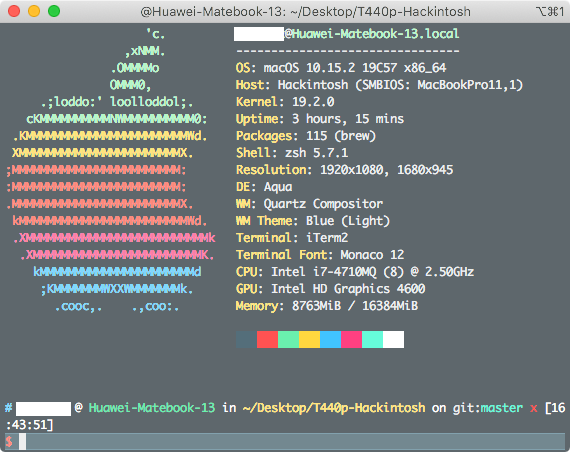 @Huawei-Matebook-13: ~/Desktop/T440p-Hackintosh
⌥⌘1
'c.
,xNMM.
.OMMMMo
OMMM0,
.;loddo:' loolloddol;.
cKMMMMMMMMMMNWMMMMMMMMMM0:
.KMMMMMMMMMMMMMMMMMMMMMMMWd.
XMMMMMMMMMMMMMMMMMMMMMMMX.
;MMMMMMMMMMMMMMMMMMMMMMMM:
:MMMMMMMMMMMMMMMMMMMMMMMM:
.MMMMMMMMMMMMMMMMMMMMMMMMX.
kMMMMMMMMMMMMMMMMMMMMMMMMWd.
.XMMMMMMMMMMMMMMMMMMMMMMMMMMk
.XMMMMMMMMMMMMMMMMMMMMMMMMK.
kMMMMMMMMMMMMMMMMMMMMMMd
;KMMMMMMMWXXWMMMMMMMk.
.cooc,. .,coo:.
@Huawei-Matebook-13.local
-------------------------------
OS: macOS 10.15.2 19C57 x86_64
Host: Hackintosh (SMBIOS: MacBookPro11,1)
Kernel: 19.2.0
Uptime: 3 hours, 15 mins
Packages: 115 (brew)
Shell: zsh 5.7.1
Resolution: 1920x1080, 1680x945
DE: Aqua
WM: Quartz Compositor
WM Theme: Blue (Light)
Terminal: iTerm2
Terminal Font: Monaco 12
CPU: Intel i7-4710MQ (8) @ 2.50GHz
GPU: Intel HD Graphics 4600
Memory: 8763MiB / 16384MiB
# @ Huawei-Matebook-13 in ~/Desktop/T440p-Hackintosh on git:master x [16
:43:51]
$